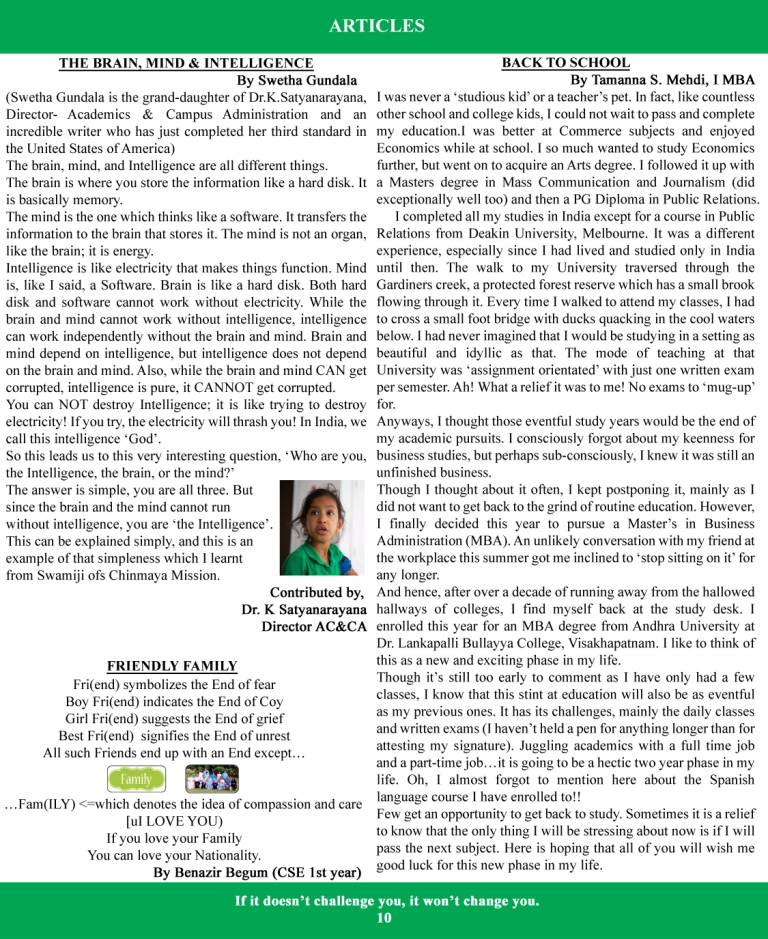 ARTICLES
THE BRAIN, MIND & INTELLIGENCE
By Swetha Gundala
(Swetha Gundala is the grand-daughter of Dr.K.Satyanarayana,
Director- Academics & Campus Administration and an
incredible writer who has just completed her third standard in
the United States of America)
The brain, mind, and Intelligence are all different things.
The brain is where you store the information like a hard disk. It
is basically memory.
The mind is the one which thinks like a software. It transfers the
information to the brain that stores it. The mind is not an organ,
like the brain; it is energy.
Intelligence is like electricity that makes things function. Mind
is, like I said, a Software. Brain is like a hard disk. Both hard
disk and software cannot work without electricity. While the
brain and mind cannot work without intelligence, intelligence
can work independently without the brain and mind. Brain and
mind depend on intelligence, but intelligence does not depend
on the brain and mind. Also, while the brain and mind CAN get
corrupted, intelligence is pure, it CANNOT get corrupted.
You can NOT destroy Intelligence; it is like trying to destroy
electricity! If you try, the electricity will thrash you! In India, we
call this intelligence ‘God’.
So this leads us to this very interesting question, ‘Who are you,
the Intelligence, the brain, or the mind?’
The answer is simple, you are all three. But
since the brain and the mind cannot run
without intelligence, you are ‘the Intelligence’.
This can be explained simply, and this is an
example of that simpleness which I learnt
from Swamiji ofs Chinmaya Mission.
Contributed by,
Dr. K Satyanarayana
Director AC&CA
FRIENDLY FAMILY
Fri(end) symbolizes the End of fear
Boy Fri(end) indicates the End of Coy
Girl Fri(end) suggests the End of grief
Best Fri(end) signifies the End of unrest
All such Friends end up with an End except…
Family
…Fam(ILY) <=which denotes the idea of compassion and care
[uI LOVE YOU)
If you love your Family
You can love your Nationality.
By Benazir Begum (CSE 1st year)
BACK TO SCHOOL
By Tamanna S. Mehdi, I MBA
I was never a ‘studious kid’ or a teacher’s pet. In fact, like countless
other school and college kids, I could not wait to pass and complete
my education.I was better at Commerce subjects and enjoyed
Economics while at school. I so much wanted to study Economics
further, but went on to acquire an Arts degree. I followed it up with
a Masters degree in Mass Communication and Journalism (did
exceptionally well too) and then a PG Diploma in Public Relations.
I completed all my studies in India except for a course in Public
Relations from Deakin University, Melbourne. It was a different
experience, especially since I had lived and studied only in India
until then. The walk to my University traversed through the
Gardiners creek, a protected forest reserve which has a small brook
flowing through it. Every time I walked to attend my classes, I had
to cross a small foot bridge with ducks quacking in the cool waters
below. I had never imagined that I would be studying in a setting as
beautiful and idyllic as that. The mode of teaching at that
University was ‘assignment orientated’ with just one written exam
per semester. Ah! What a relief it was to me! No exams to ‘mug-up’
for.
Anyways, I thought those eventful study years would be the end of
my academic pursuits. I consciously forgot about my keenness for
business studies, but perhaps sub-consciously, I knew it was still an
unfinished business.
Though I thought about it often, I kept postponing it, mainly as I
did not want to get back to the grind of routine education. However,
I finally decided this year to pursue a Master’s in Business
Administration (MBA). An unlikely conversation with my friend at
the workplace this summer got me inclined to ‘stop sitting on it’ for
any longer.
And hence, after over a decade of running away from the hallowed
hallways of colleges, I find myself back at the study desk. I
enrolled this year for an MBA degree from Andhra University at
Dr. Lankapalli Bullayya College, Visakhapatnam. I like to think of
this as a new and exciting phase in my life.
Though it’s still too early to comment as I have only had a few
classes, I know that this stint at education will also be as eventful
as my previous ones. It has its challenges, mainly the daily classes
and written exams (I haven’t held a pen for anything longer than for
attesting my signature). Juggling academics with a full time job
and a part-time job…it is going to be a hectic two year phase in my
life. Oh, I almost forgot to mention here about the Spanish
language course I have enrolled to!!
Few get an opportunity to get back to study. Sometimes it is a relief
to know that the only thing I will be stressing about now is if I will
pass the next subject. Here is hoping that all of you will wish me
good luck for this new phase in my life.
If it doesn’t challenge you, it won’t change you.
10